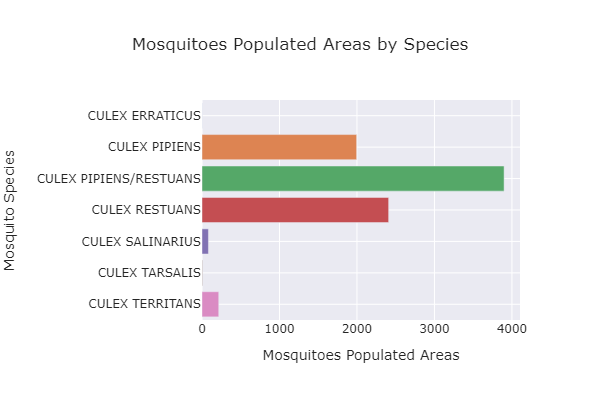 Mosquitoes Populated Areas by Species
CULEX ERRATICUS
CULEX PIPIENS
CULEX PIPIENS/RESTUANS
CULEX RESTUANS
CULEX SALINARIUS
CULEX TARSALIS
CULEX TERRITANS
Mosquito Species
0 1000 2000 3000 4000
Mosquitoes Populated Areas